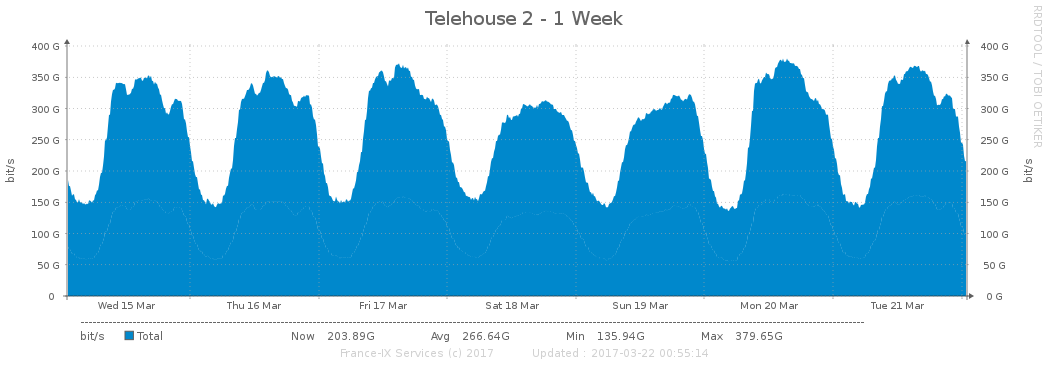 Telehouse 2 - 1 Week
RRDTOOL / TOBI OETIKER
400 G 400 G
350 G 350 G
300 G 300 G
250 G 250 G
200 G 200 G
150 G 150 G
100 G 100 G
50 G 50 G
0 0 G
bit/s bit/s
Wed 15 Mar Thu 16 Mar Fri 17 Mar Sat 18 Mar Sun 19 Mar Mon 20 Mar Tue 21 Mar
bit/s Total Now 203.89G Avg 266.64G Min 135.94G Max 379.65G
France-IX Services (c) 2017 Updated : 2017-03-22 00:55:14